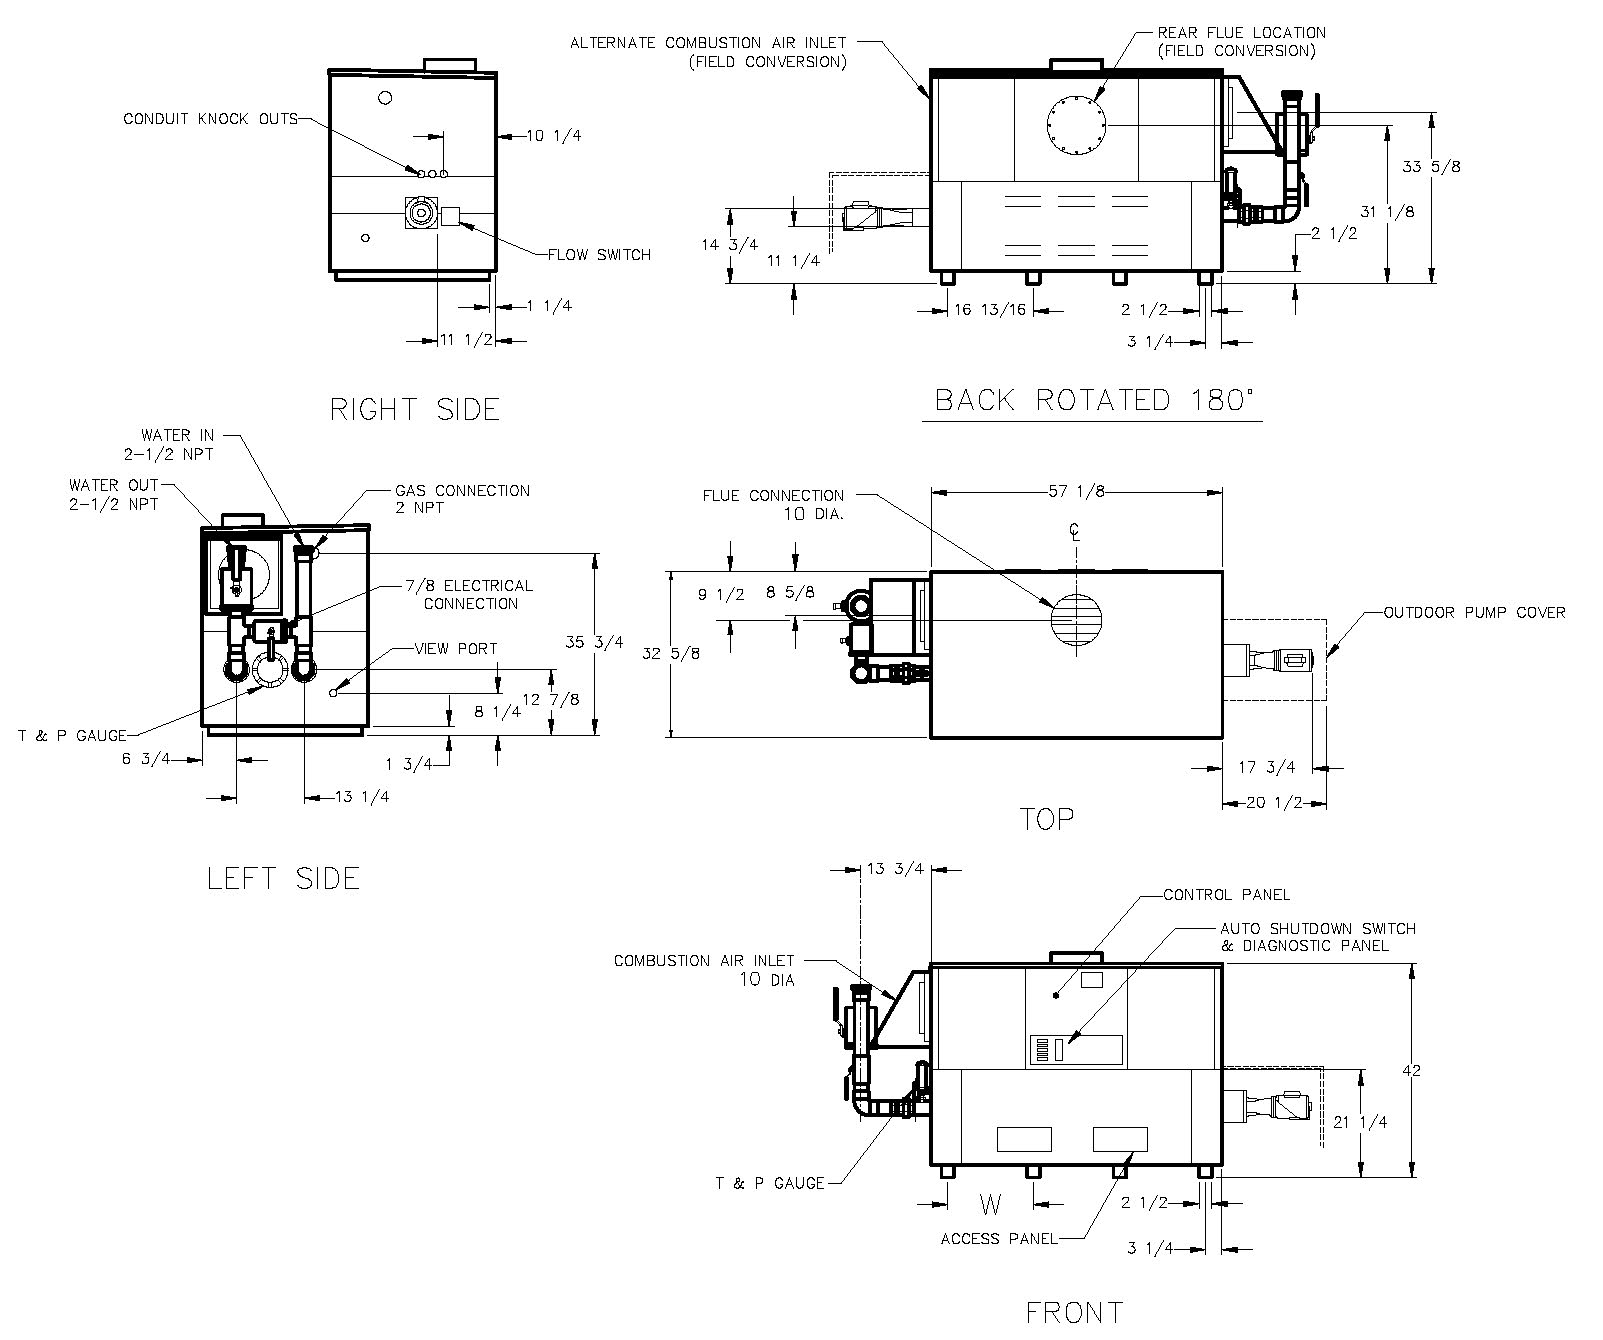 ALTERNATE COMBUSTION AIR INLET
(FIELD CONVERSION)
REAR FLUE LOCATION
(FIELD CONVERSION)
CONDUIT KNOCK OUTS
10 1/4
FLOW SWITCH
1 1/4
11 1/2
RIGHT SIDE
33 5/8
31 1/8
2 1/2
14 3/4
11 1/4
16 13/16
2 1/2
3 1/4
BACK ROTATED 180°
WATER IN
2-1/2 NPT
WATER OUT
2-1/2 NPT
GAS CONNECTION
2 NPT
7/8 ELECTRICAL
CONNECTION
VIEW PORT
35 3/4
12 7/8
8 1/4
1 3/4
T & P GAUGE
6 3/4
13 1/4
LEFT SIDE
FLUE CONNECTION
10 DIA.
57 1/8
℄
9 1/2
8 5/8
32 5/8
OUTDOOR PUMP COVER
17 3/4
20 1/2
TOP
13 3/4
CONTROL PANEL
AUTO SHUTDOWN SWITCH
& DIAGNOSTIC PANEL
COMBUSTION AIR INLET
10 DIA
42
21 1/4
T & P GAUGE
W
2 1/2
ACCESS PANEL
3 1/4
FRONT